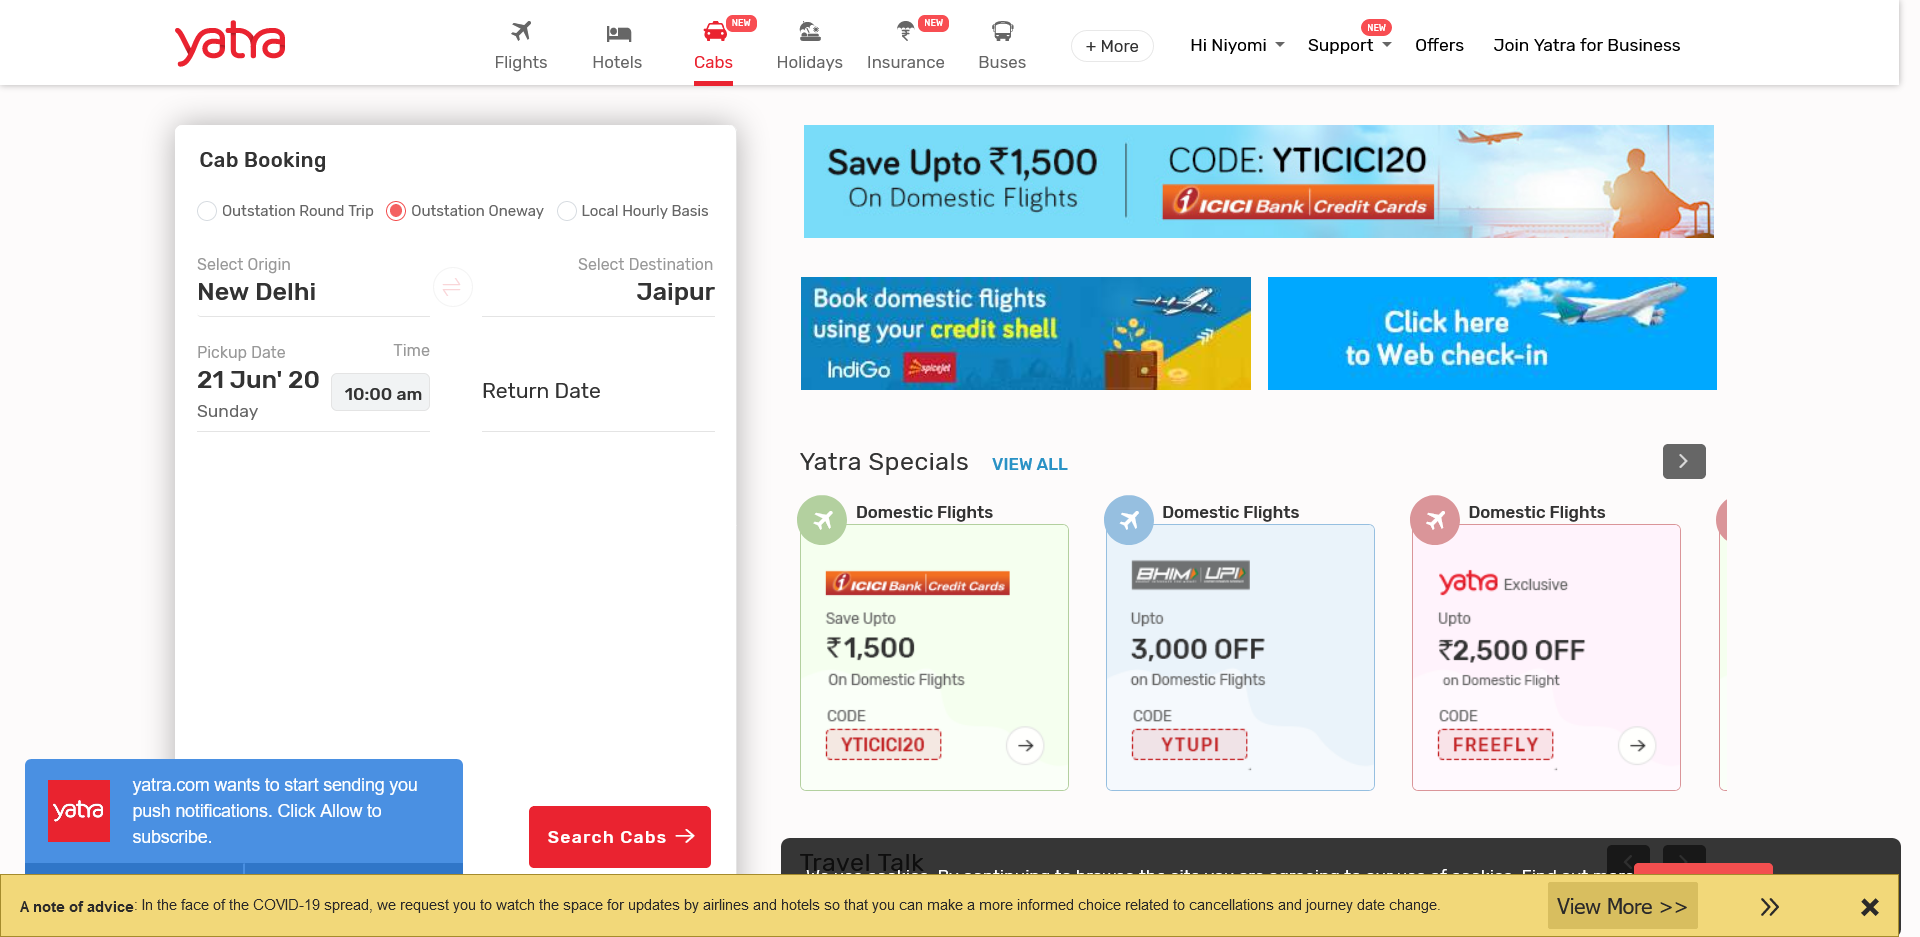 yatra
NEW
NEW
Flights
Hotels
Cabs
Holidays
Insurance
Buses
+ More
Hi Niyomi
Support
NEW
Offers
Join Yatra for Business
Cab Booking
Outstation Round Trip
Outstation Oneway
Local Hourly Basis
Select Origin
Select Destination
New Delhi
Jaipur
Pickup Date
Time
21 Jun' 20
10:00 am
Sunday
Return Date
Search Cabs
Save Upto ₹1,500
On Domestic Flights
CODE: YTICICI20
ICICI Bank Credit Cards
Book domestic flights
using your credit shell
IndiGo
spicejet
Click here
to Web check-in
Yatra Specials
VIEW ALL
Domestic Flights
ICICI Bank Credit Cards
Save Upto
₹1,500
On Domestic Flights
CODE
YTICICI20
Domestic Flights
BHIM UPI
Upto
3,000 OFF
on Domestic Flights
CODE
YTUPI
Domestic Flights
yatra Exclusive
Upto
₹2,500 OFF
on Domestic Flight
CODE
FREEFLY
yatra
yatra.com wants to start sending you
push notifications. Click Allow to
subscribe.
Travel Talk
We use cookies. By continuing to browse the site you are agreeing to our use of cookies. Find out more
A note of advice: In the face of the COVID-19 spread, we request you to watch the space for updates by airlines and hotels so that you can make a more informed choice related to cancellations and journey date change.
View More >>